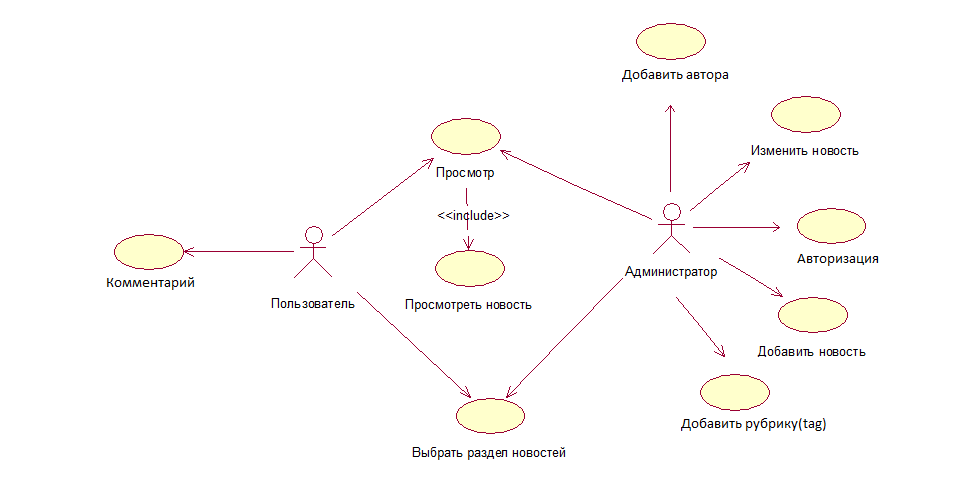 Добавить автора
Изменить новость
Просмотр
<<include>>
Авторизация
Администратор
Комментарий
Пользователь
Просмотреть новость
Добавить новость
Добавить рубрику(tag)
Выбрать раздел новостей